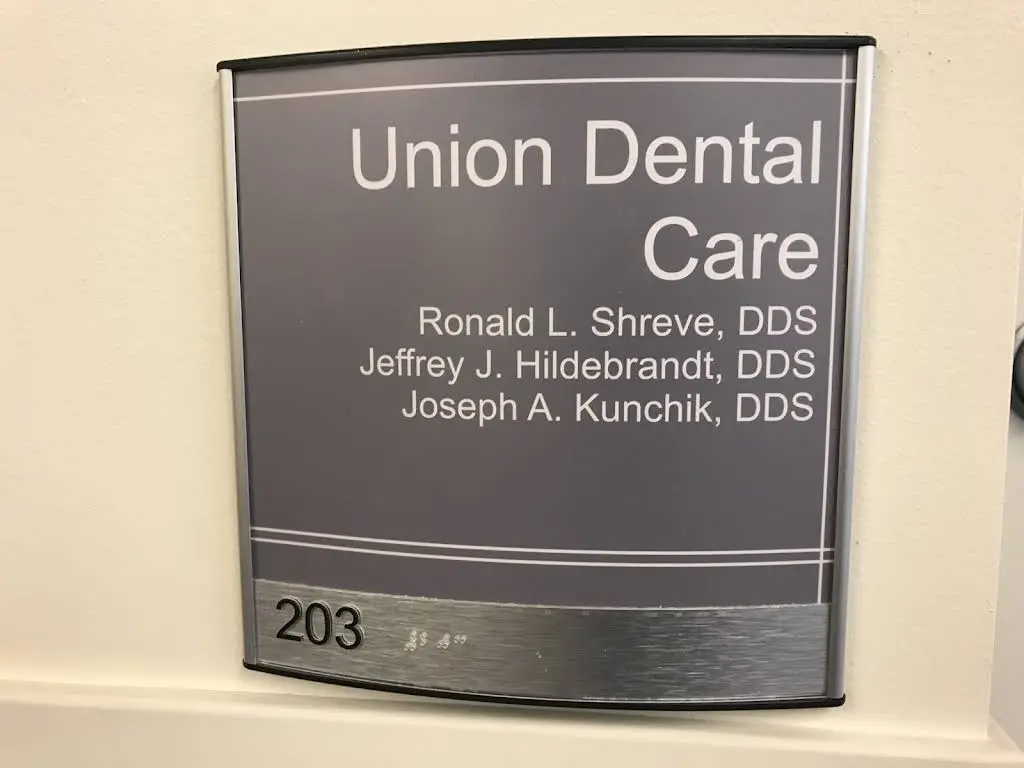 Union Dental
Care
Ronald L. Shreve, DDS
Jeffrey J. Hildebrandt, DDS
Joseph A. Kunchik, DDS
203